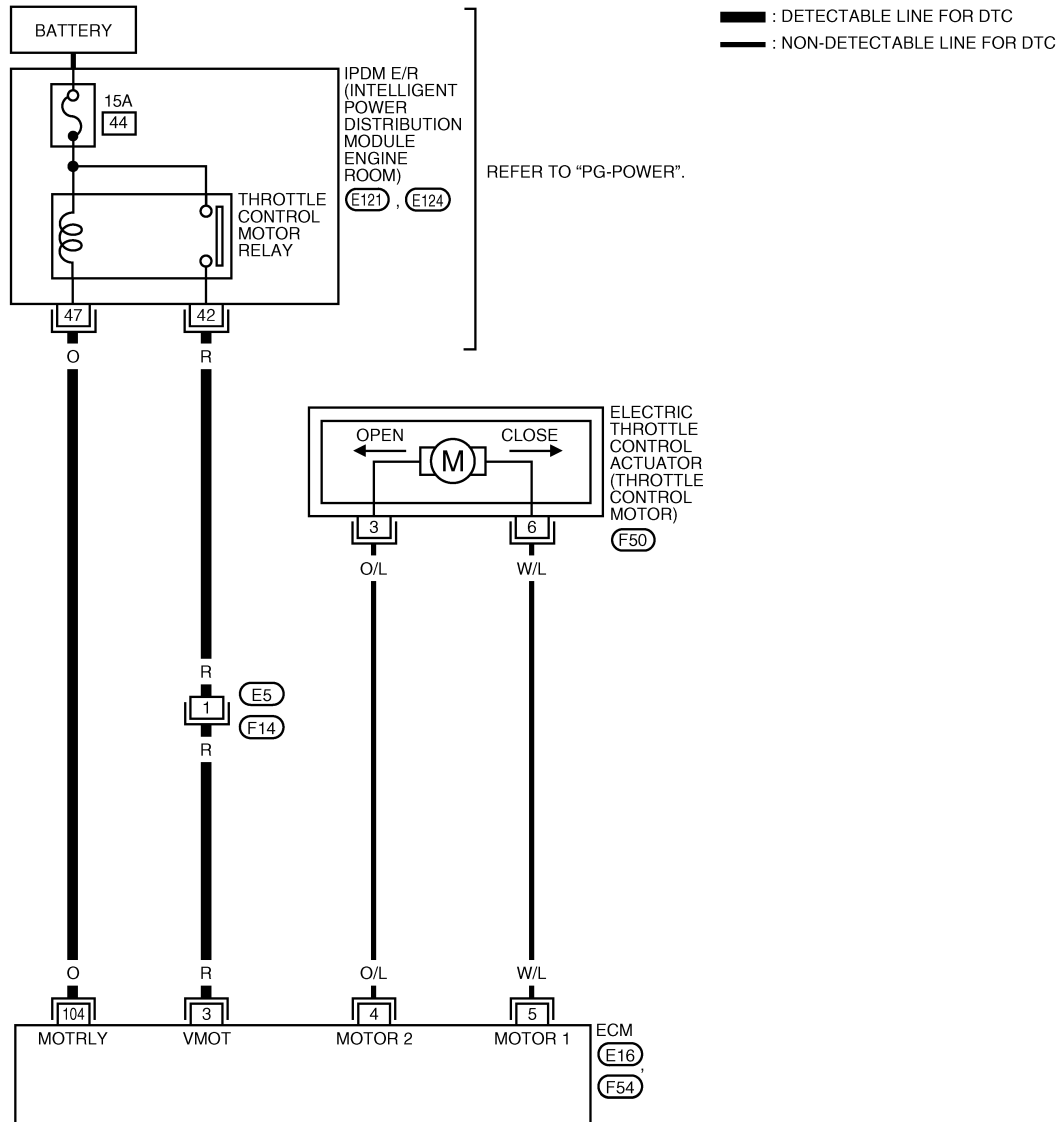 BATTERY
: DETECTABLE LINE FOR DTC
: NON-DETECTABLE LINE FOR DTC
15A
44
IPDM E/R
(INTELLIGENT
POWER
DISTRIBUTION
MODULE
ENGINE
ROOM)
E121 , E124
REFER TO “PG-POWER”.
THROTTLE
CONTROL
MOTOR
RELAY
47 42
O R
OPEN CLOSE
M
ELECTRIC
THROTTLE
CONTROL
ACTUATOR
(THROTTLE
CONTROL
MOTOR)
F50
3 6
O/L W/L
R
1
E5
F14
R
O R O/L W/L
104 3 4 5
MOTRLY VMOT MOTOR 2 MOTOR 1
ECM
E16 ,
F54